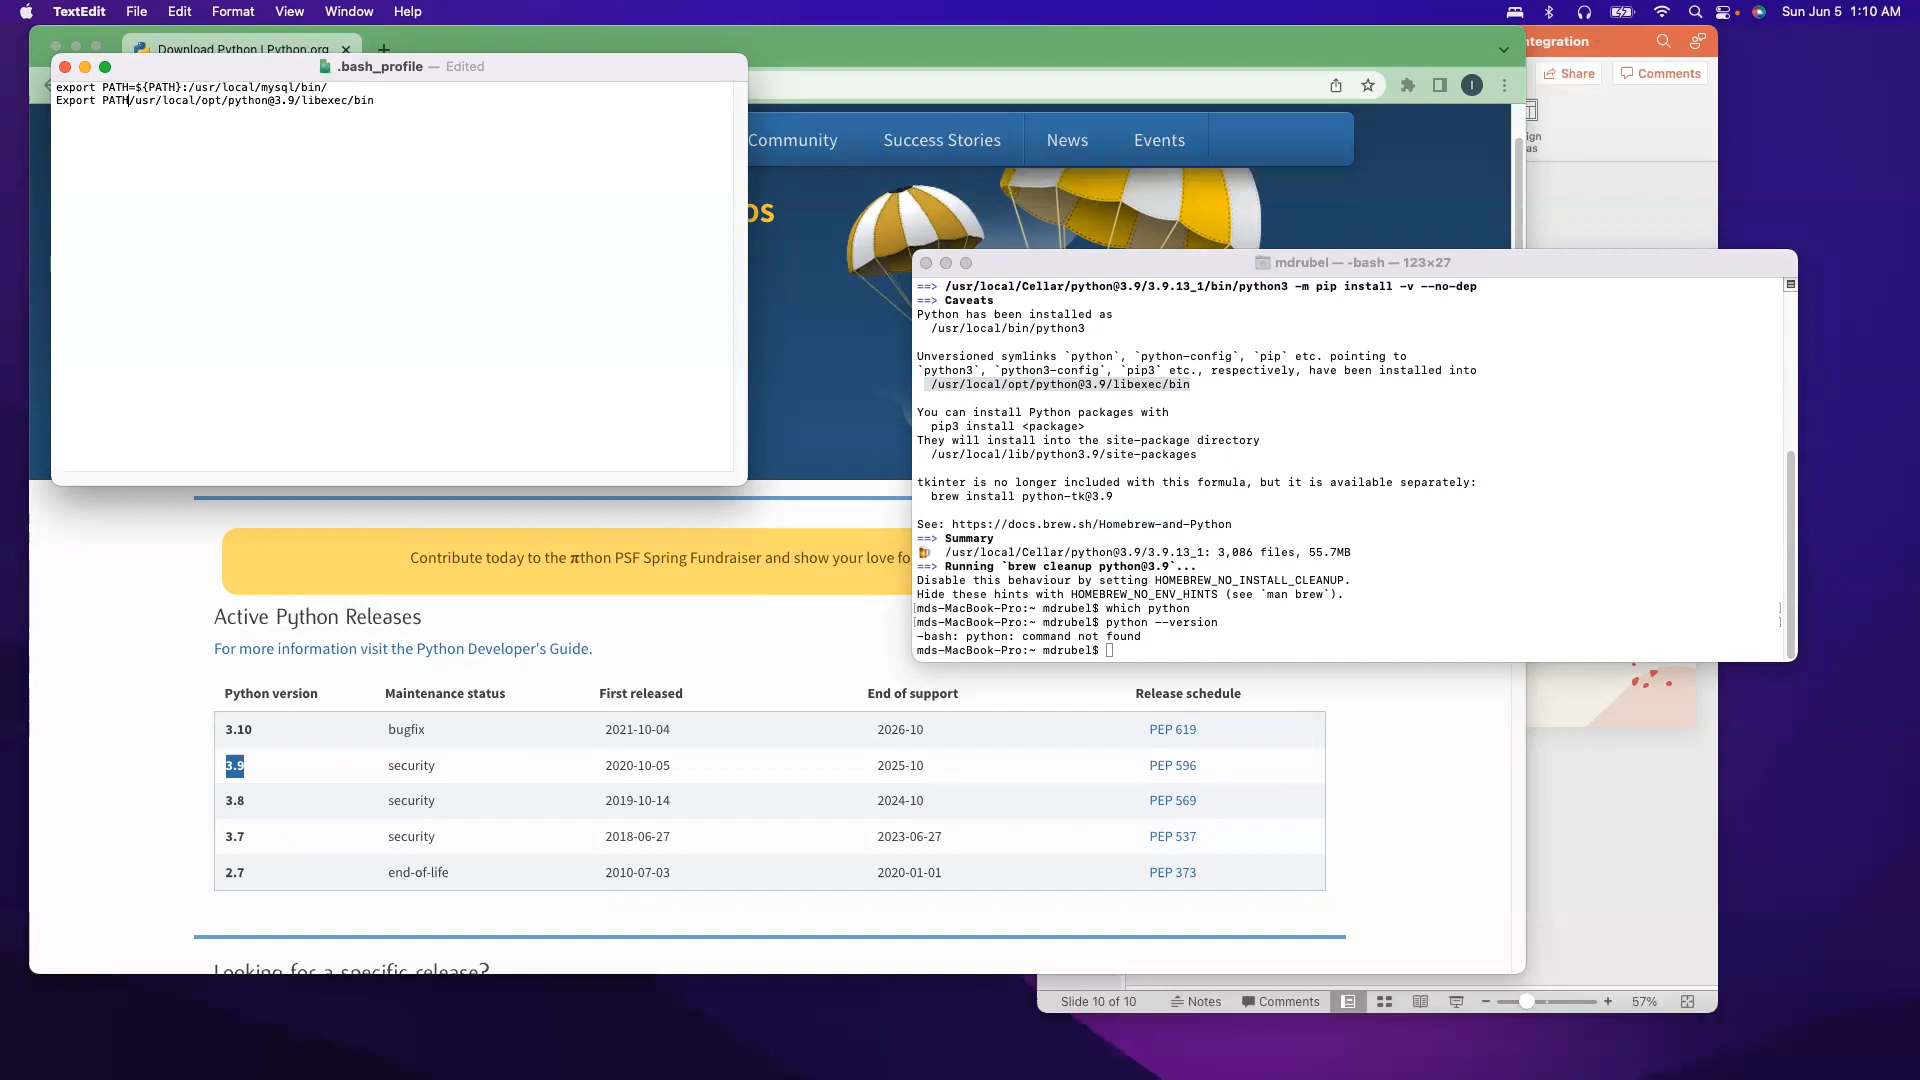 TextEdit File Edit Format View Window Help
Sun Jun 5 1:10 AM
Download Python | Python.org
.bash_profile — Edited
export PATH=${PATH}:/usr/local/mysql/bin/
Export PATH/usr/local/opt/python@3.9/libexec/bin
I
ntegration
Share
Comments
Community Success Stories News Events
os
ign
as
mdrubel — -bash — 123×27
==> /usr/local/Cellar/python@3.9/3.9.13_1/bin/python3 -m pip install -v --no-dep
==> Caveats
Python has been installed as
/usr/local/bin/python3
Unversioned symlinks `python`, `python-config`, `pip` etc. pointing to
`python3`, `python3-config`, `pip3` etc., respectively, have been installed into
/usr/local/opt/python@3.9/libexec/bin
You can install Python packages with
pip3 install <package>
They will install into the site-package directory
/usr/local/lib/python3.9/site-packages
tkinter is no longer included with this formula, but it is available separately:
brew install python-tk@3.9
See: https://docs.brew.sh/Homebrew-and-Python
==> Summary
/usr/local/Cellar/python@3.9/3.9.13_1: 3,086 files, 55.7MB
==> Running `brew cleanup python@3.9`...
Disable this behaviour by setting HOMEBREW_NO_INSTALL_CLEANUP.
Hide these hints with HOMEBREW_NO_ENV_HINTS (see `man brew`).
[mds-MacBook-Pro:~ mdrubel$ which python ]
[mds-MacBook-Pro:~ mdrubel$ python --version ]
-bash: python: command not found
mds-MacBook-Pro:~ mdrubel$
Contribute today to the πthon PSF Spring Fundraiser and show your love fo
Active Python Releases
For more information visit the Python Developer's Guide.
Python version Maintenance status First released End of support Release schedule
3.10 bugfix 2021-10-04 2026-10 PEP 619
3.9 security 2020-10-05 2025-10 PEP 596
3.8 security 2019-10-14 2024-10 PEP 569
3.7 security 2018-06-27 2023-06-27 PEP 537
2.7 end-of-life 2010-07-03 2020-01-01 PEP 373
Looking for a specific release?
Slide 10 of 10 Notes Comments 57%